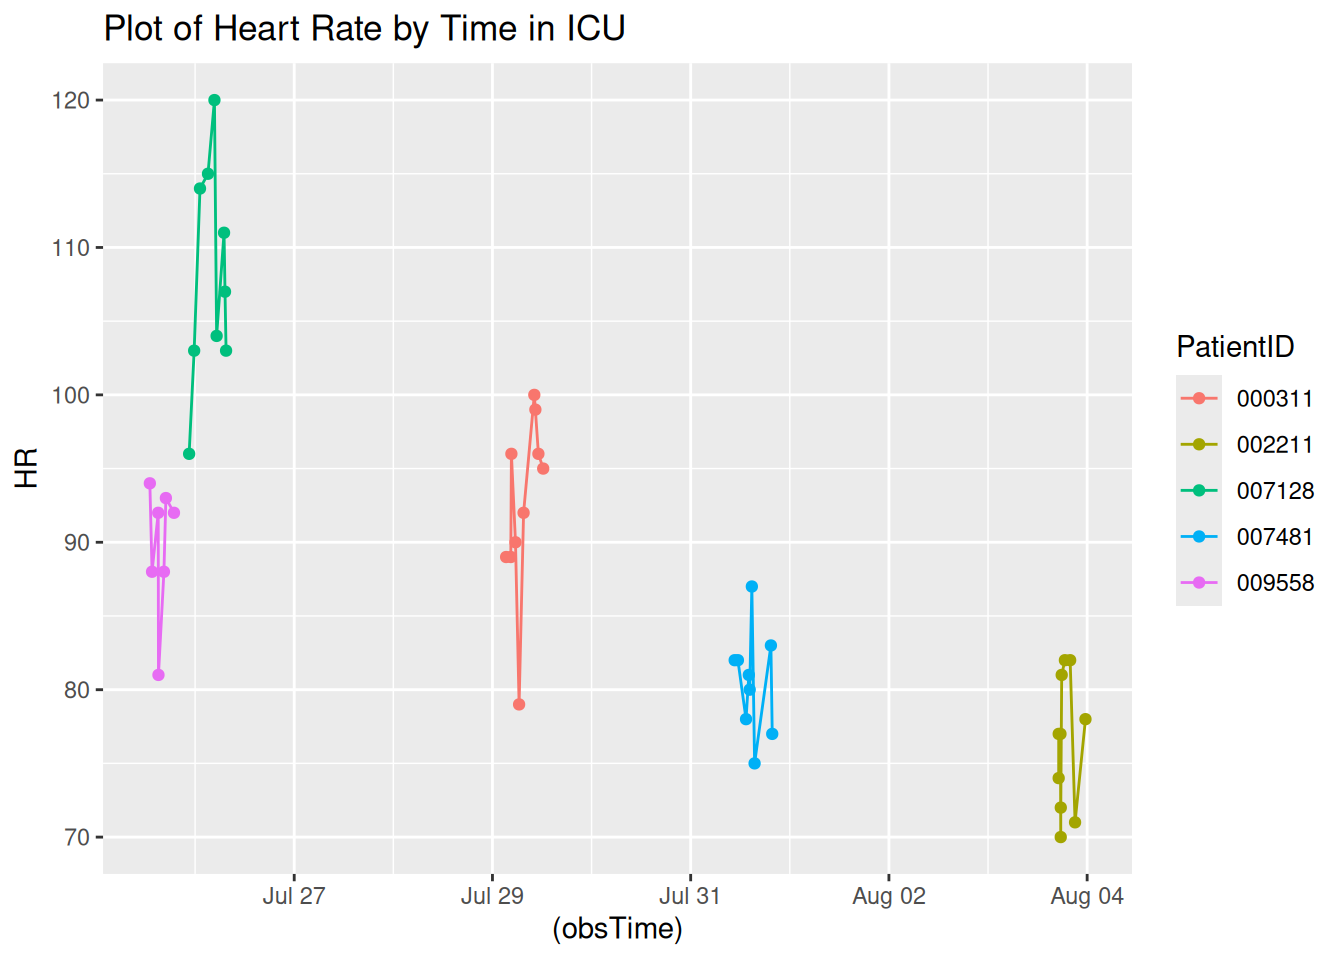 Plot of Heart Rate by Time in ICU
120
110
100
90
80
70
HR
Jul 27
Jul 29
Jul 31
Aug 02
Aug 04
(obsTime)
PatientID
000311
002211
007128
007481
009558